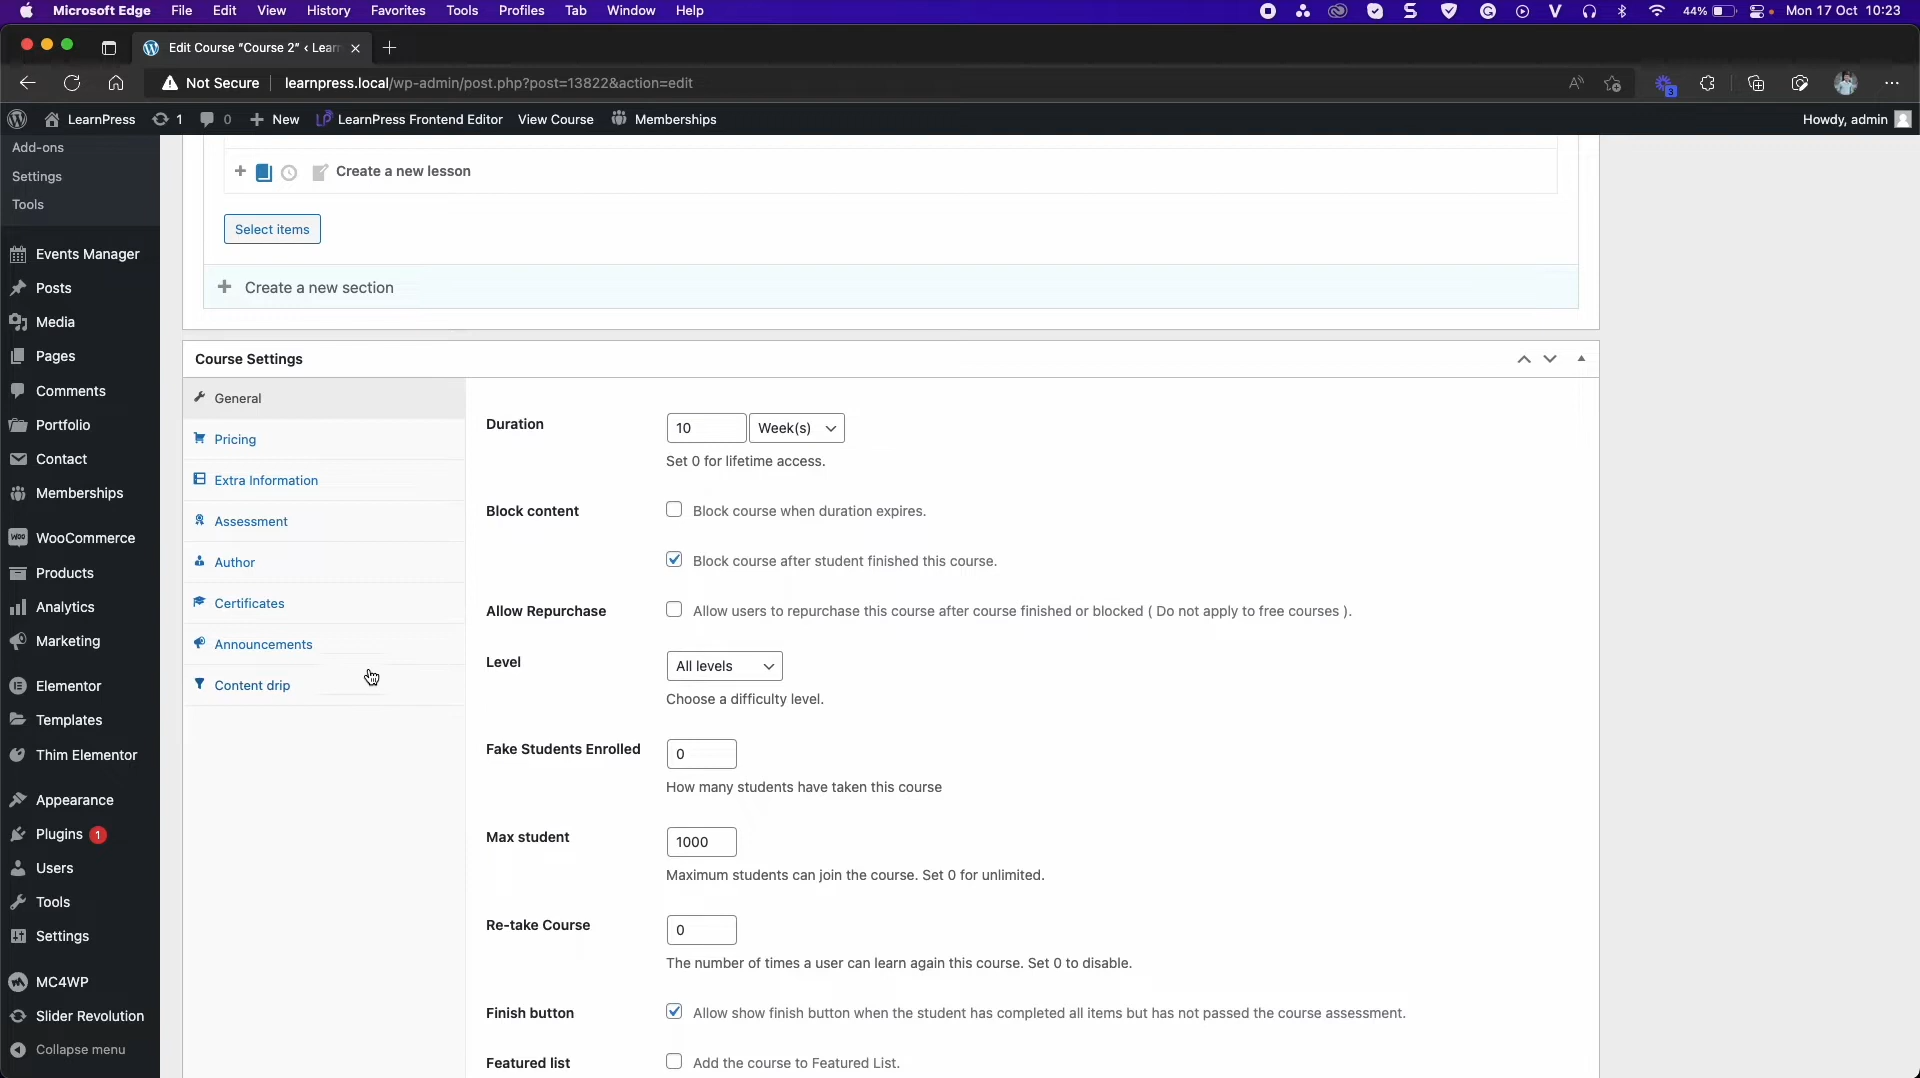 Microsoft Edge File Edit View History Favorites Tools Profiles Tab Window Help 44% Mon 17 Oct 10:23
Edit Course "Course 2" ‹ Lear
Not Secure learnpress.local/wp-admin/post.php?post=13822&action=edit
3
LearnPress 1 0 New LearnPress Frontend Editor View Course Memberships Howdy, admin
Add-ons
Settings
Tools
Events Manager
Posts
Media
Pages
Comments
Portfolio
Contact
Memberships
WooCommerce
Products
Analytics
Marketing
Elementor
Templates
Thim Elementor
Appearance
Plugins 1
Users
Tools
Settings
MC4WP
Slider Revolution
Collapse menu
Create a new lesson
Select items
Create a new section
Course Settings
General
Pricing
Extra Information
Assessment
Author
Certificates
Announcements
Content drip
Duration 10 Week(s)
Set 0 for lifetime access.
Block content Block course when duration expires.
Block course after student finished this course.
Allow Repurchase Allow users to repurchase this course after course finished or blocked ( Do not apply to free courses ).
Level All levels
Choose a difficulty level.
Fake Students Enrolled 0
How many students have taken this course
Max student 1000
Maximum students can join the course. Set 0 for unlimited.
Re-take Course 0
The number of times a user can learn again this course. Set 0 to disable.
Finish button Allow show finish button when the student has completed all items but has not passed the course assessment.
Featured list Add the course to Featured List.